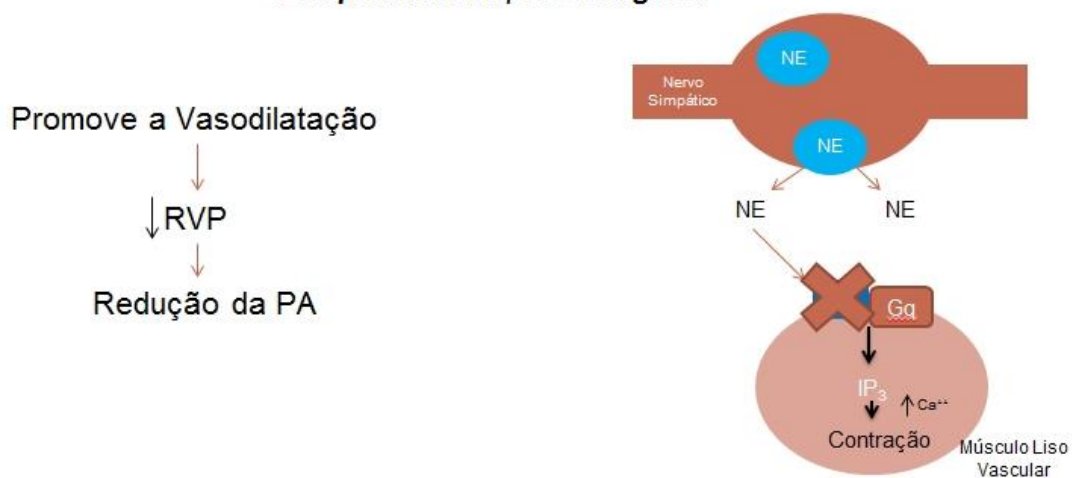 Promove a Vasodilatação
↓RVP
Redução da PA
NE
Nervo
Simpático
NE
NE
NE
Gq
IP₃
↑Ca⁺⁺
Contração
Músculo Liso
Vascular